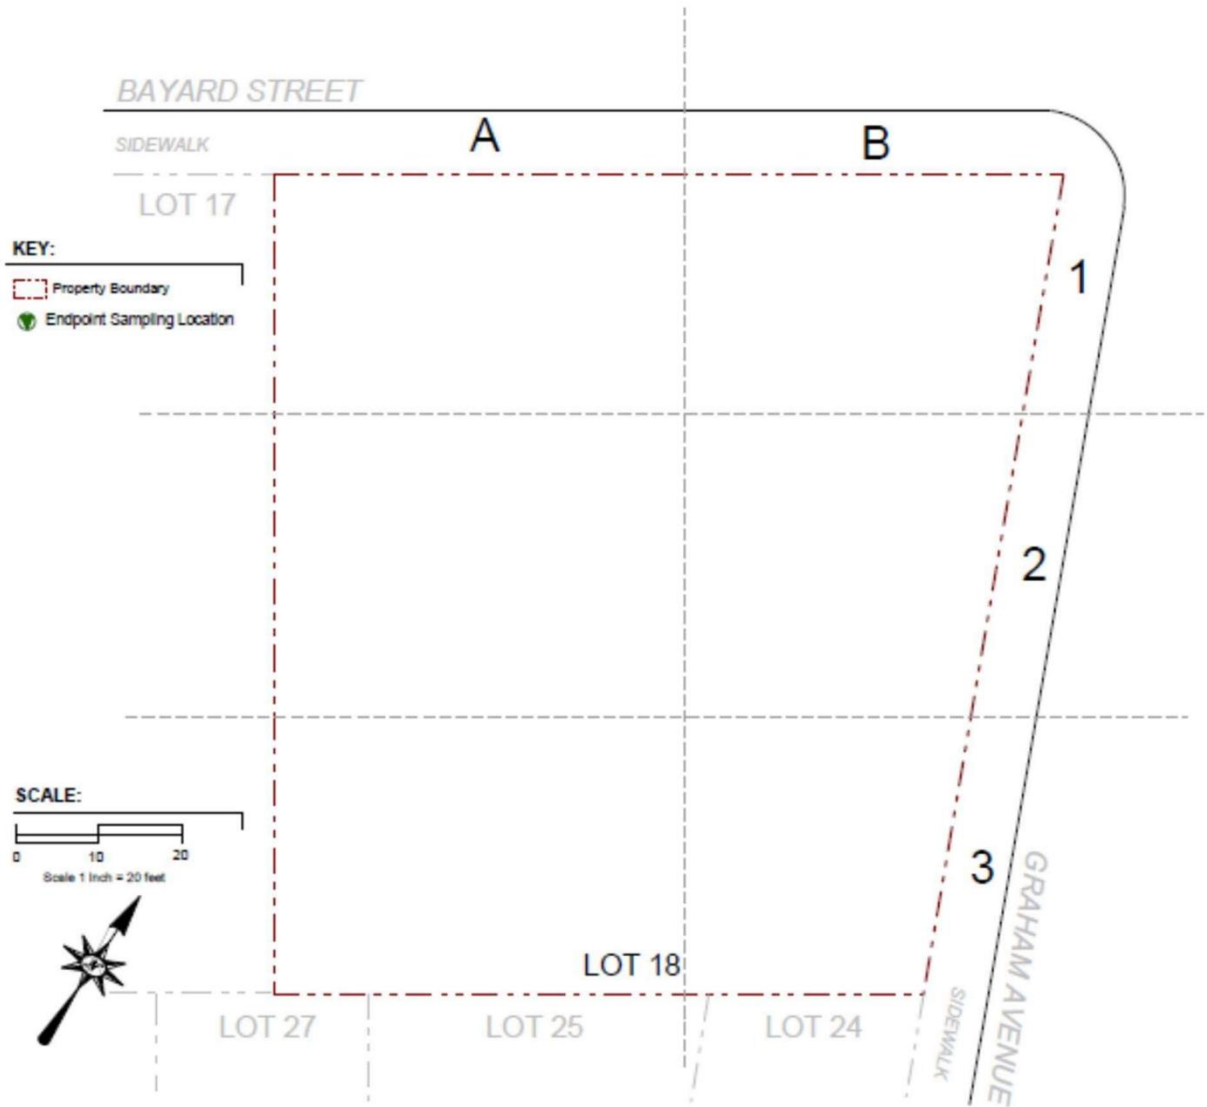 BAYARD STREET
SIDEWALK
A
B
LOT 17
KEY:
Property Boundary
Endpoint Sampling Location
1
2
SCALE:
0 10 20
Scale 1 Inch = 20 feet
3
GRAHAM AVENUE
LOT 18
SIDEWALK
LOT 27
LOT 25
LOT 24